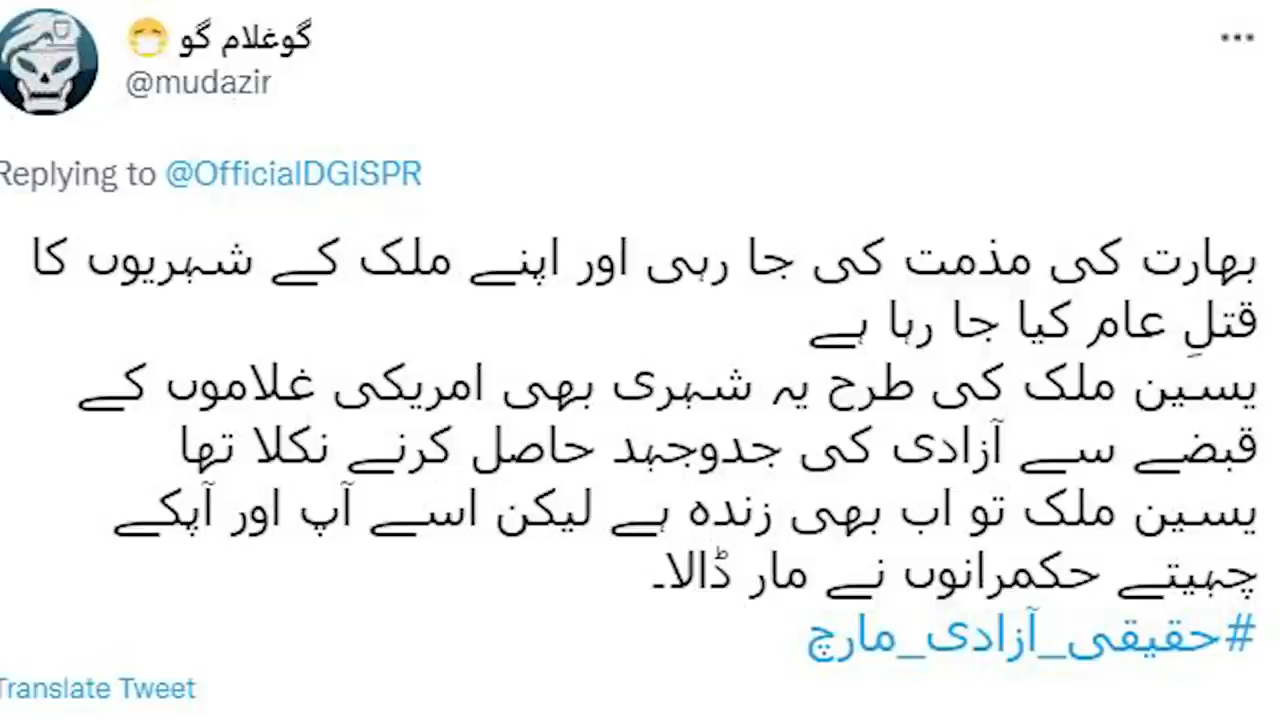 گوغلام گو 😷
@mudazir
Replying to @OfficialDGISPR
بھارت کی مذمت کی جا رہی اور اپنے ملک کے شہریوں کا
قتلِ عام کیا جا رہا ہے
یسین ملک کی طرح یہ شہری بھی امریکی غلاموں کے
قبضے سے آزادی کی جدوجہد حاصل کرنے نکلا تھا
یسین ملک تو اب بھی زندہ ہے لیکن اسے آپ اور آپکے
چہیتے حکمرانوں نے مار ڈالا۔
#حقیقی_آزادی_مارچ
Translate Tweet